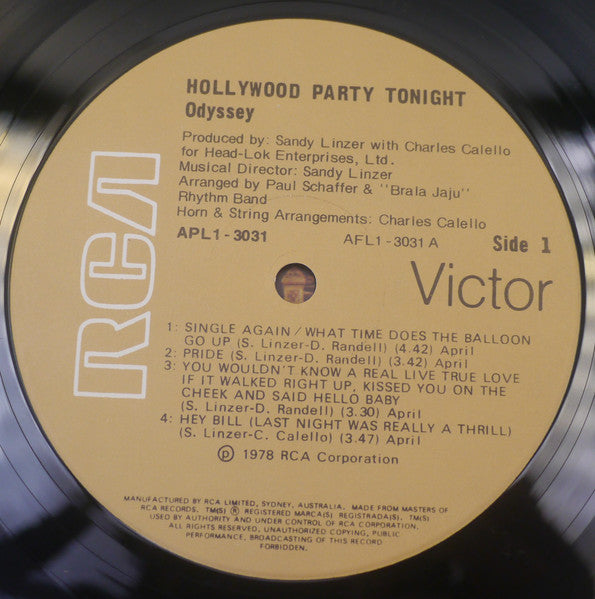 HOLLYWOOD PARTY TONIGHT
Odyssey
Produced by: Sandy Linzer with Charles Calello
for Head-Lok Enterprises, Ltd.
Musical Director: Sandy Linzer
Arranged by Paul Schaffer & "Brala Jaju"
Rhythm Band
Horn & String Arrangements: Charles Calello
APL1-3031 AFL1-3031 A Side 1
RCA
Victor
1: SINGLE AGAIN/WHAT TIME DOES THE BALLOON
GO UP (S. Linzer-D. Randell) (4.42) April
2: PRIDE (S. Linzer-D. Randell) (3.42) April
3: YOU WOULDN'T KNOW A REAL LIVE TRUE LOVE
IF IT WALKED RIGHT UP, KISSED YOU ON THE
CHEEK AND SAID HELLO BABY
(S. Linzer-D. Randell) (3.30) April
4: HEY BILL (LAST NIGHT WAS REALLY A THRILL)
(S. Linzer-C. Calello) (3.47) April
℗ 1978 RCA Corporation
MANUFACTURED BY RCA LIMITED, SYDNEY, AUSTRALIA. MADE FROM MASTERS OF
RCA RECORDS. TM(S) ® REGISTERED MARCA(S) REGISTRADA(S). TM(S)
USED BY AUTHORITY AND UNDER CONTROL OF RCA CORPORATION.
ALL RIGHTS RESERVED. UNAUTHORIZED COPYING, PUBLIC
PERFORMANCE, BROADCASTING OF THIS RECORD
FORBIDDEN.